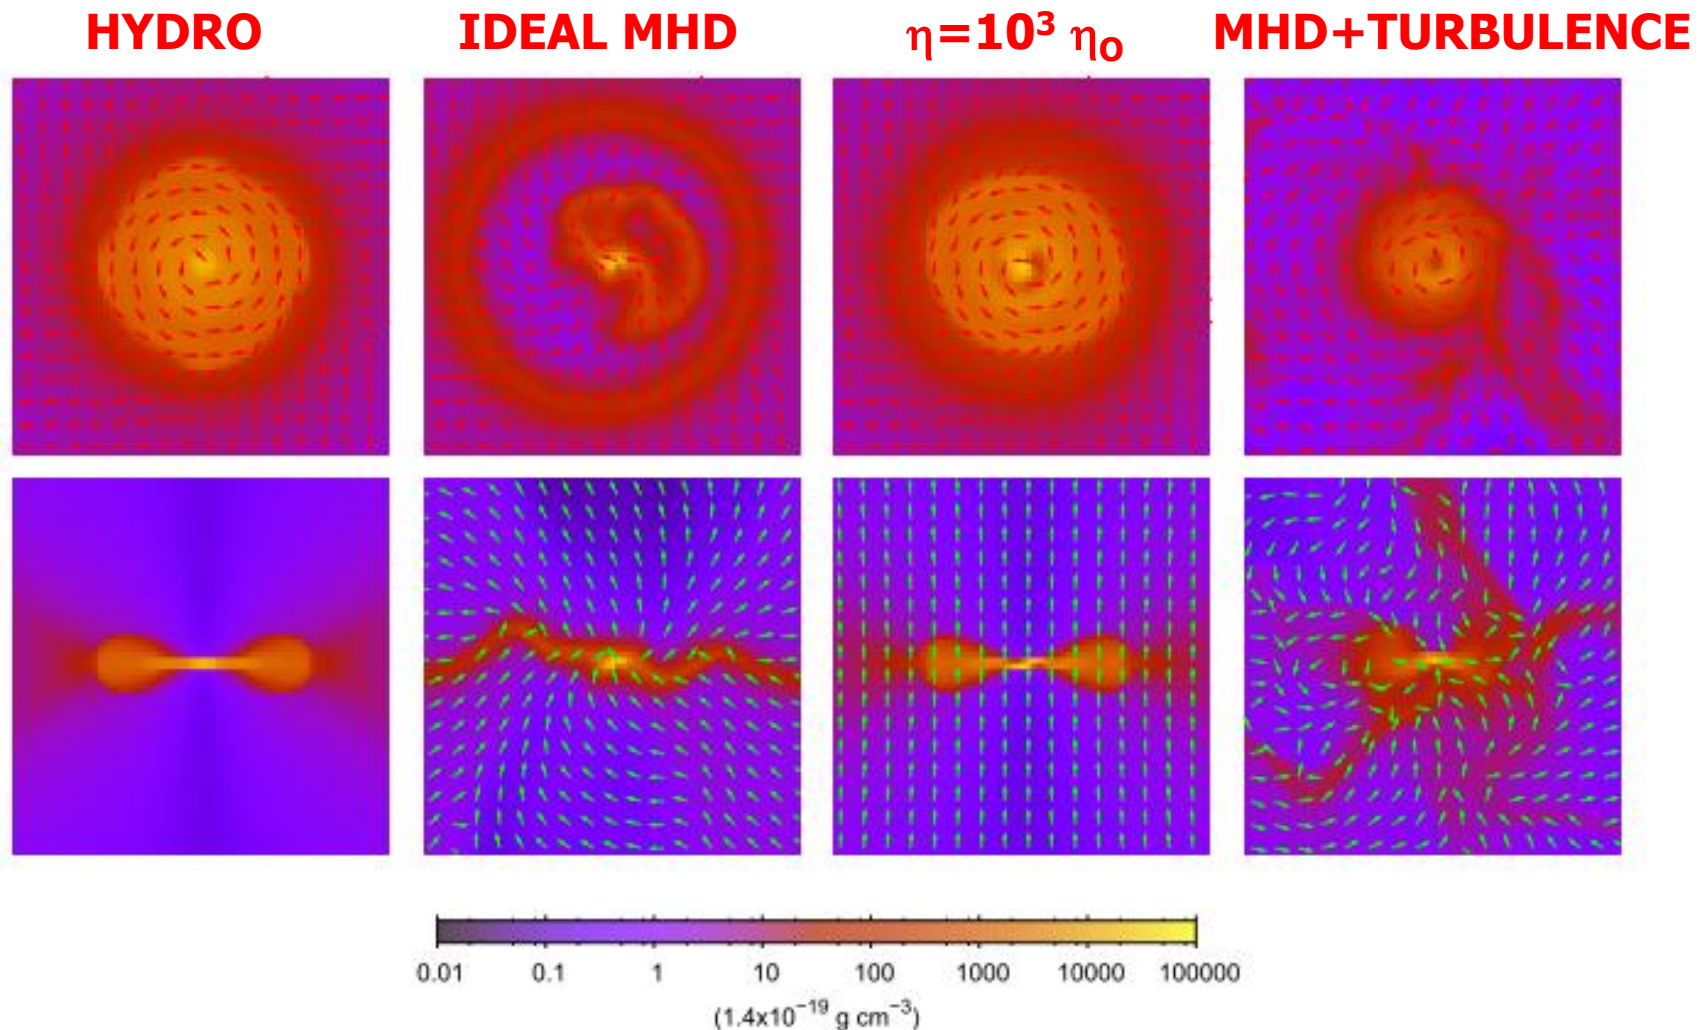 HYDRO IDEAL MHD η=10³ η₀ MHD+TURBULENCE
0.01 0.1 1 10 100 1000 10000 100000
(1.4x10⁻¹⁹ g cm⁻³)